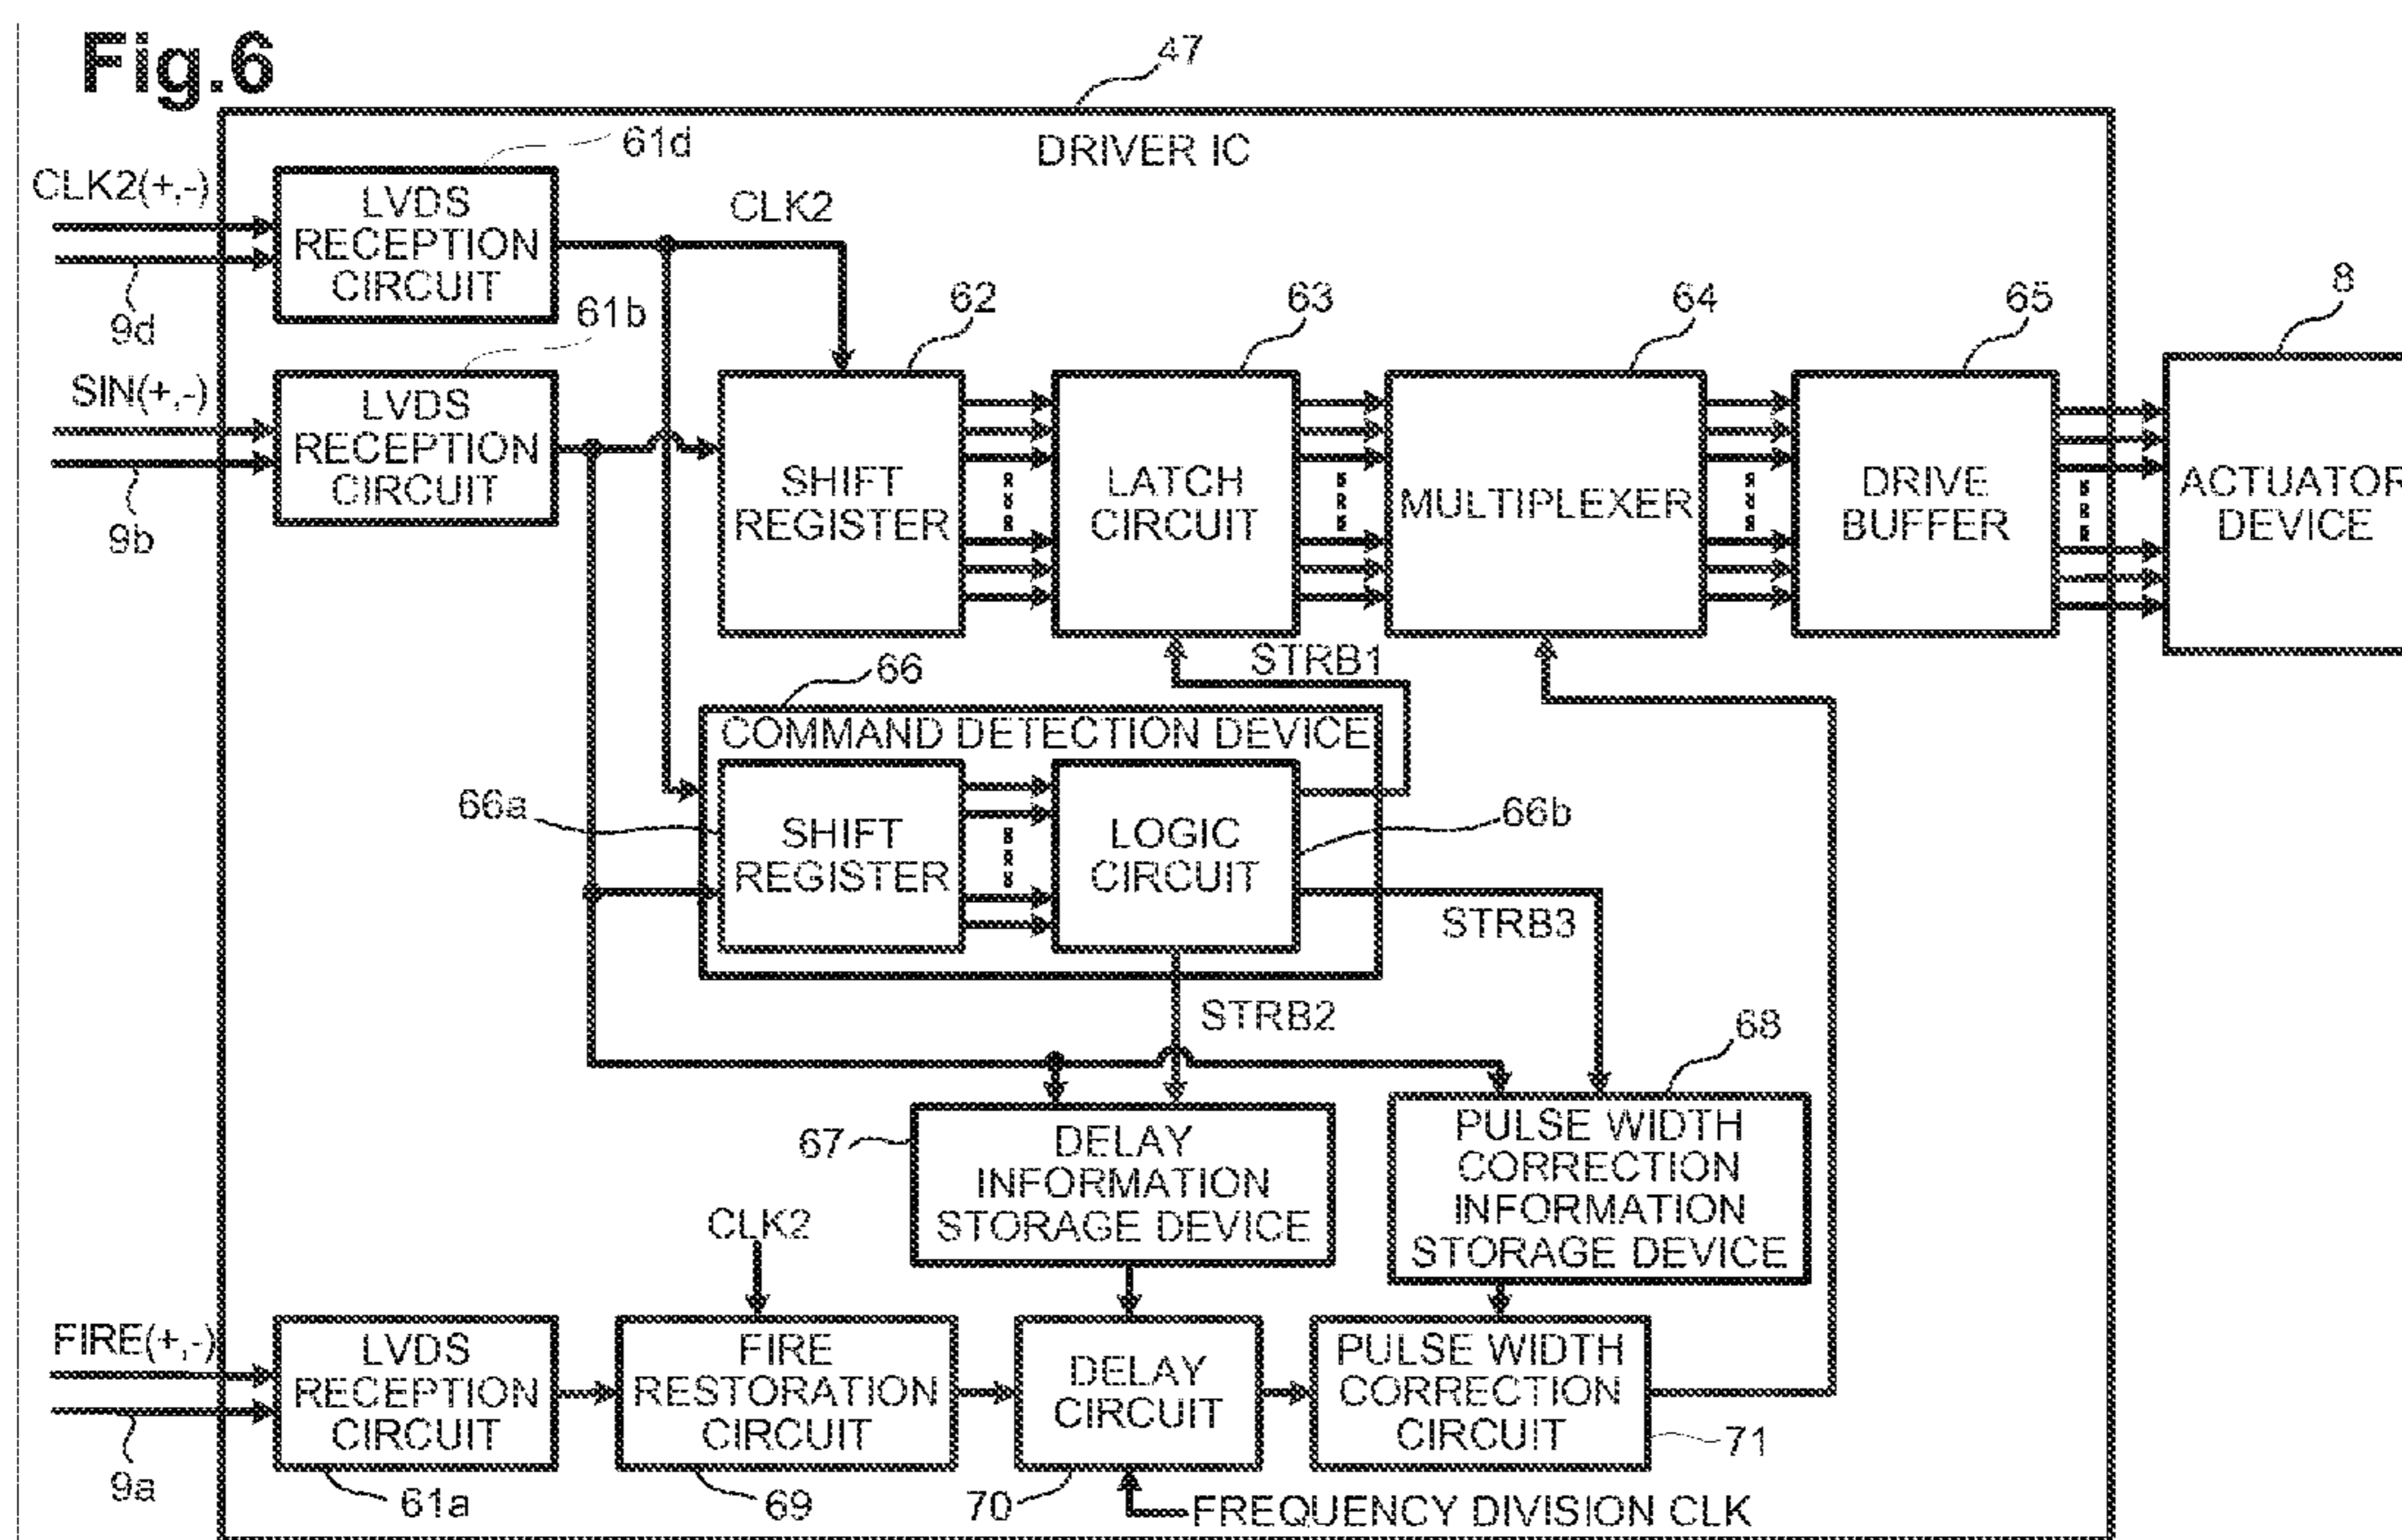 Fig.6
47
DRIVER IC
61d
CLK2(+,-)
LVDS
RECEPTION
CIRCUIT
CLK2
9d
61b
62
63
64
65
8
SIN(+,-)
LVDS
RECEPTION
CIRCUIT
9b
SHIFT
REGISTER
LATCH
CIRCUIT
MULTIPLEXER
DRIVE
BUFFER
ACTUATOR
DEVICE
STRB1
66
COMMAND DETECTION DEVICE
66a
SHIFT
REGISTER
LOGIC
CIRCUIT
66b
STRB3
STRB2
68
67
DELAY
INFORMATION
STORAGE DEVICE
PULSE WIDTH
CORRECTION
INFORMATION
STORAGE DEVICE
CLK2
FIRE(+,-)
LVDS
RECEPTION
CIRCUIT
FIRE
RESTORATION
CIRCUIT
DELAY
CIRCUIT
PULSE WIDTH
CORRECTION
CIRCUIT
71
9a
61a
69
70
FREQUENCY DIVISION CLK